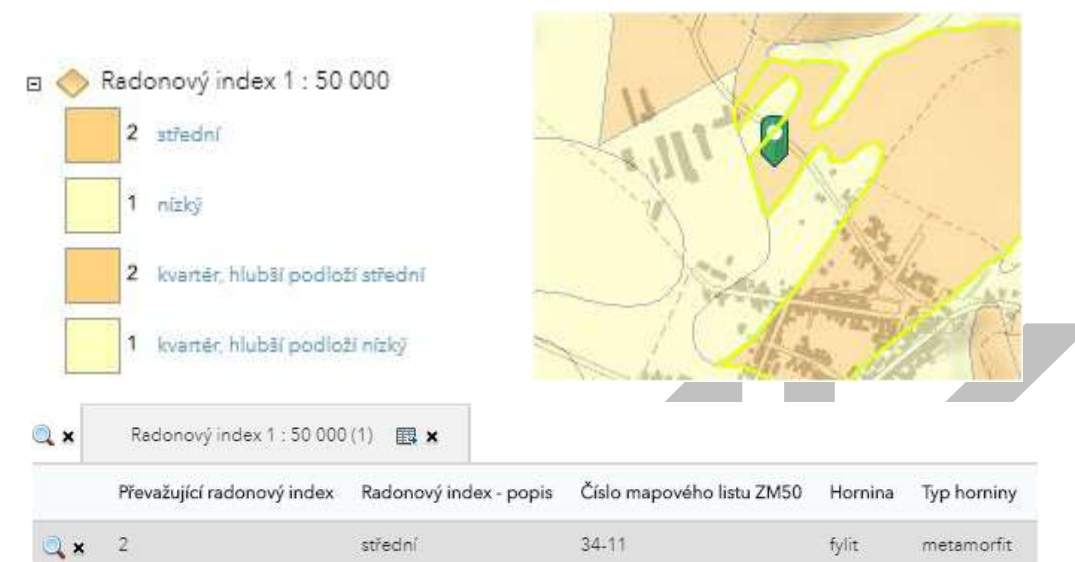 Radonový index 1 : 50 000
2 střední
1 nízký
2 kvartér, hlubší podloží střední
1 kvartér, hlubší podloží nízký
Radonový index 1 : 50 000 (1)
Převažující radonový index Radonový index - popis Číslo mapového listu ZM50 Hornina Typ horniny
2 střední 34-11 fylit metamorfit